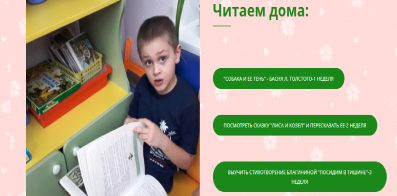 Читаем дома:
"СОБАКА И ЕЕ ТЕНЬ" - БАСНЯ Л. ТОЛСТОГО-1 НЕДЕЛЯ
ПОСМОТРЕТЬ СКАЗКУ "ЛИСА И КОЗЕЛ" И ПЕРЕСКАЗАТЬ ЕЕ-2 НЕДЕЛЯ
ВЫУЧИТЬ СТИХОТВОРЕНИЕ БЛАГИНИНОЙ "ПОСИДИМ В ТИШИНЕ"-3
НЕДЕЛЯ